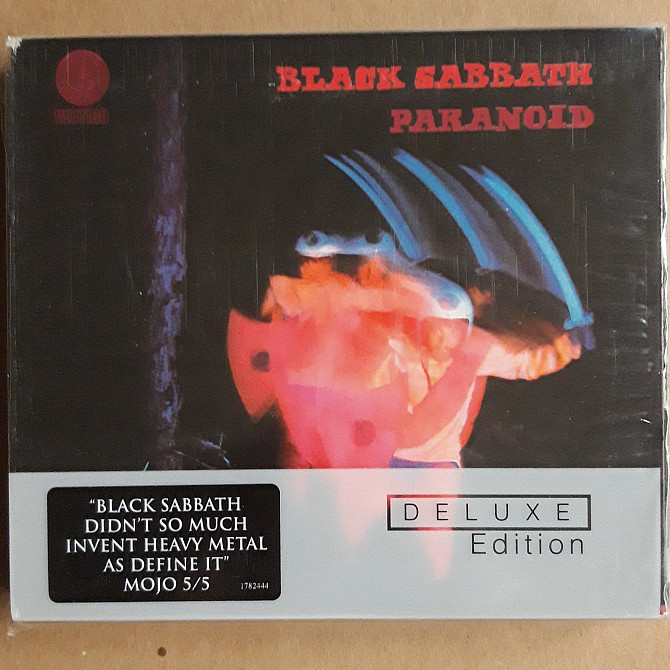 VERTIGO
BLACK SABBATH
PARANOID
DELUXE
Edition
“BLACK SABBATH
DIDN'T SO MUCH
INVENT HEAVY METAL
AS DEFINE IT”
MOJO 5/5
1782444